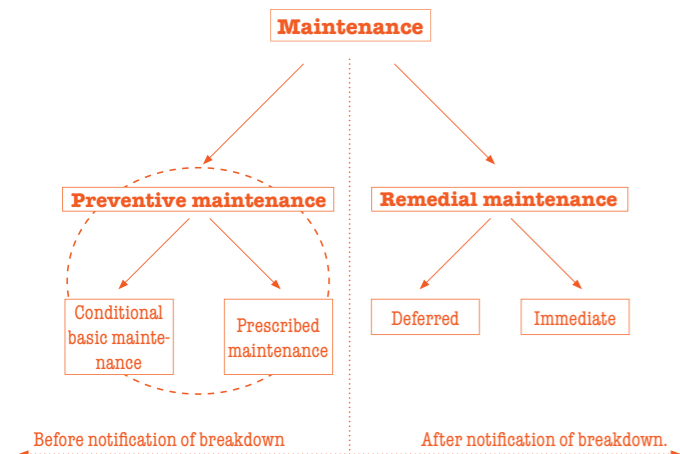 Maintenance
Preventive maintenance
Remedial maintenance
Conditional
basic mainte-
nance
Prescribed
maintenance
Deferred
Immediate
Before notification of breakdown
After notification of breakdown.